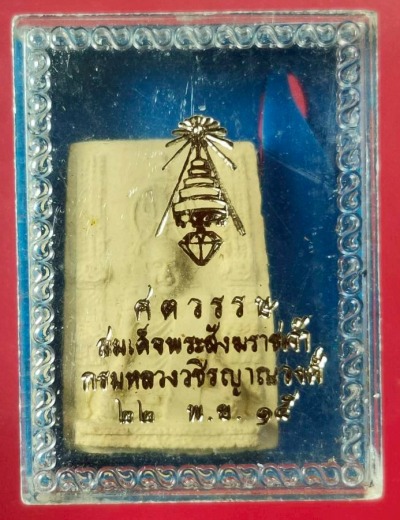 ศตวรรษ
สมเด็จพระสังฆราชเจ้า
กรมหลวงวชิรญาณวงศ์
๒๒ พ.ย. ๑๕